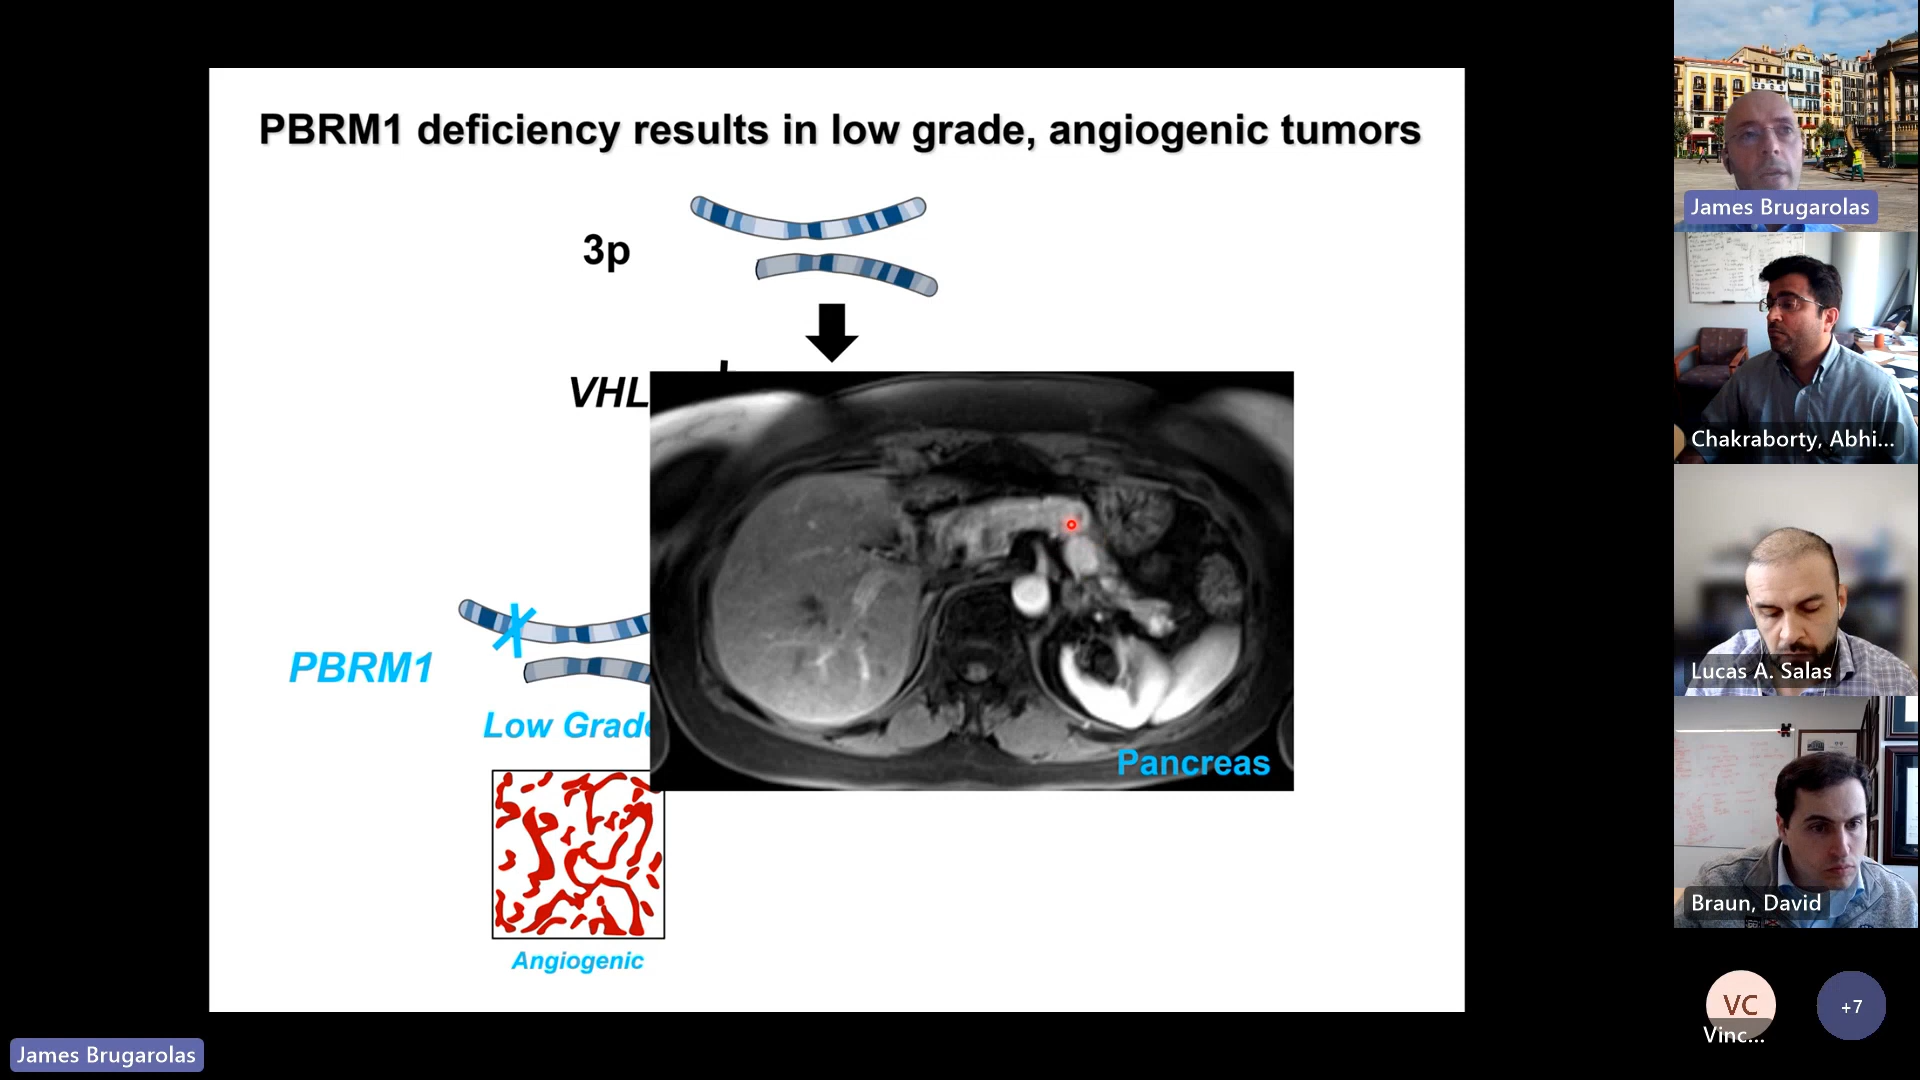 PBRM1 deficiency results in low grade, angiogenic tumors
3p
VHL
PBRM1
Low Grade
Pancreas
Angiogenic
James Brugarolas
James Brugarolas
Chakraborty, Abhi...
Lucas A. Salas
Braun, David
VC
Vinc...
+7